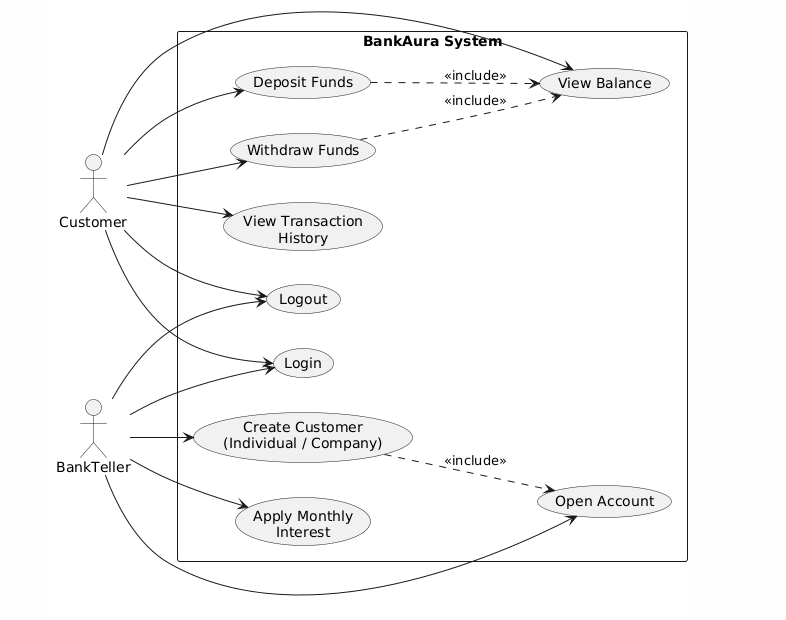 BankAura System
Deposit Funds
«include»
View Balance
«include»
Withdraw Funds
Customer
View Transaction
History
Logout
Login
Create Customer
(Individual / Company)
BankTeller
«include»
Open Account
Apply Monthly
Interest